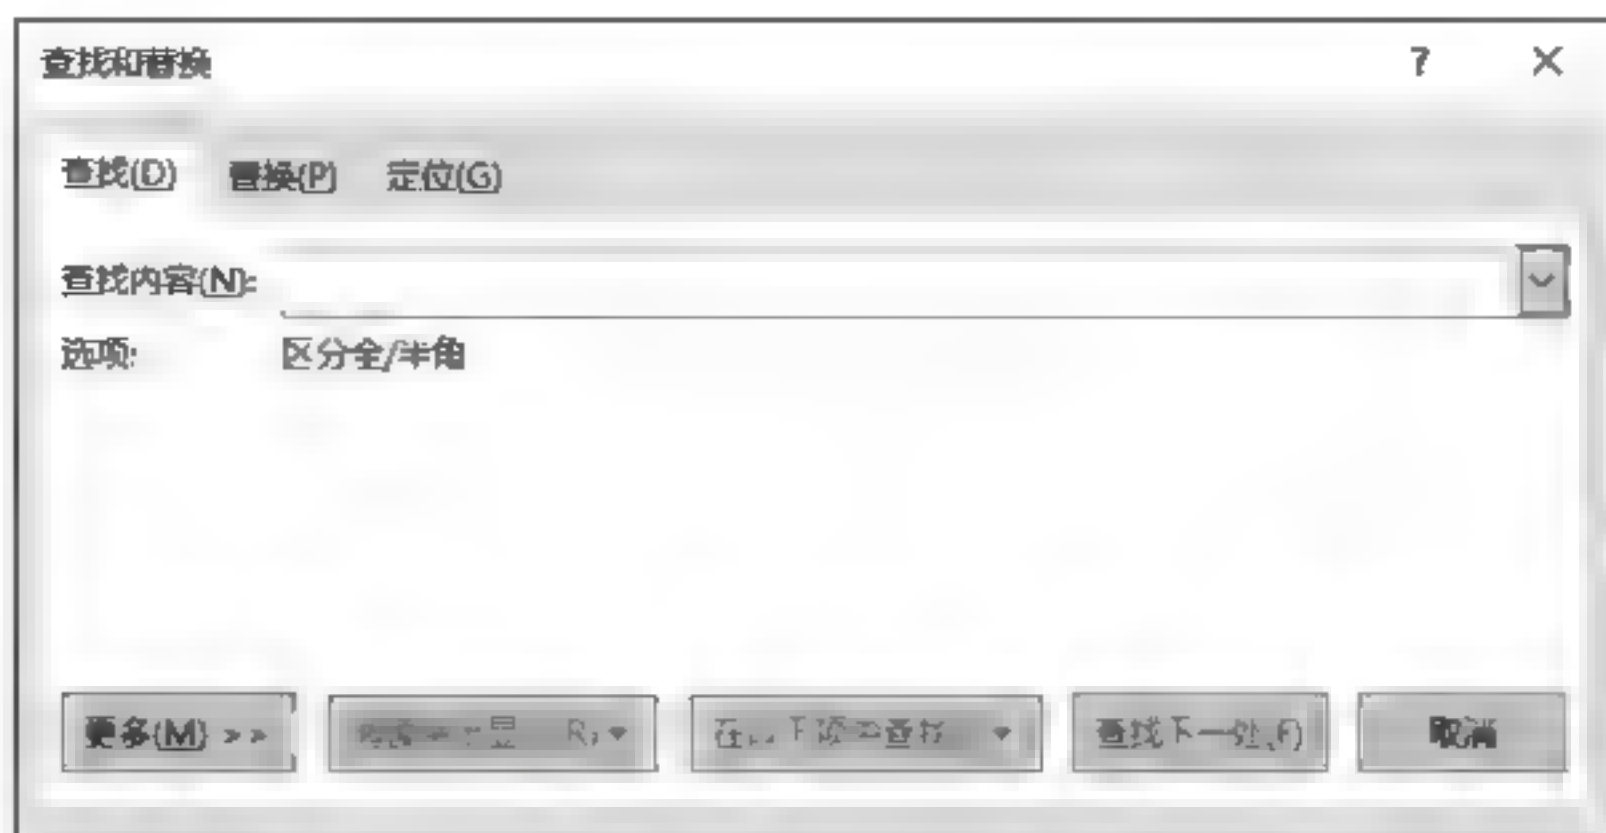 查找和替换 ? ×
查找(D) 替换(P) 定位(G)
查找内容(N):
选项: 区分全/半角
更多(M) >> 查找下一处(F) 取消